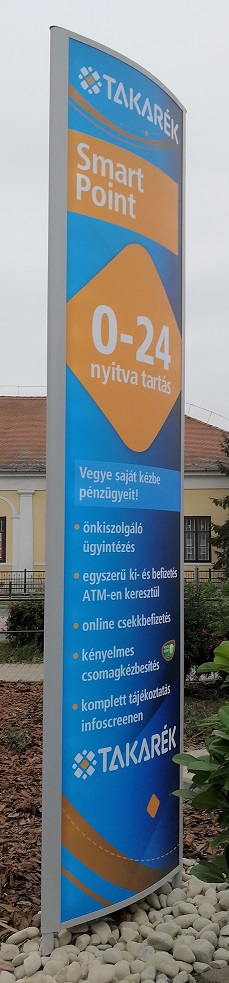 TAKARÉK
Smart
Point
0-24
nyitva tartás
Vegye saját kézbe
pénzügyeit!
• önkiszolgáló
ügyintézés
• egyszerű ki- és befizetés
ATM-en keresztül
• online csekkbefizetés
• kényelmes
csomagkézbesítés
• komplett tájékoztatás
infoscreenen
TAKARÉK